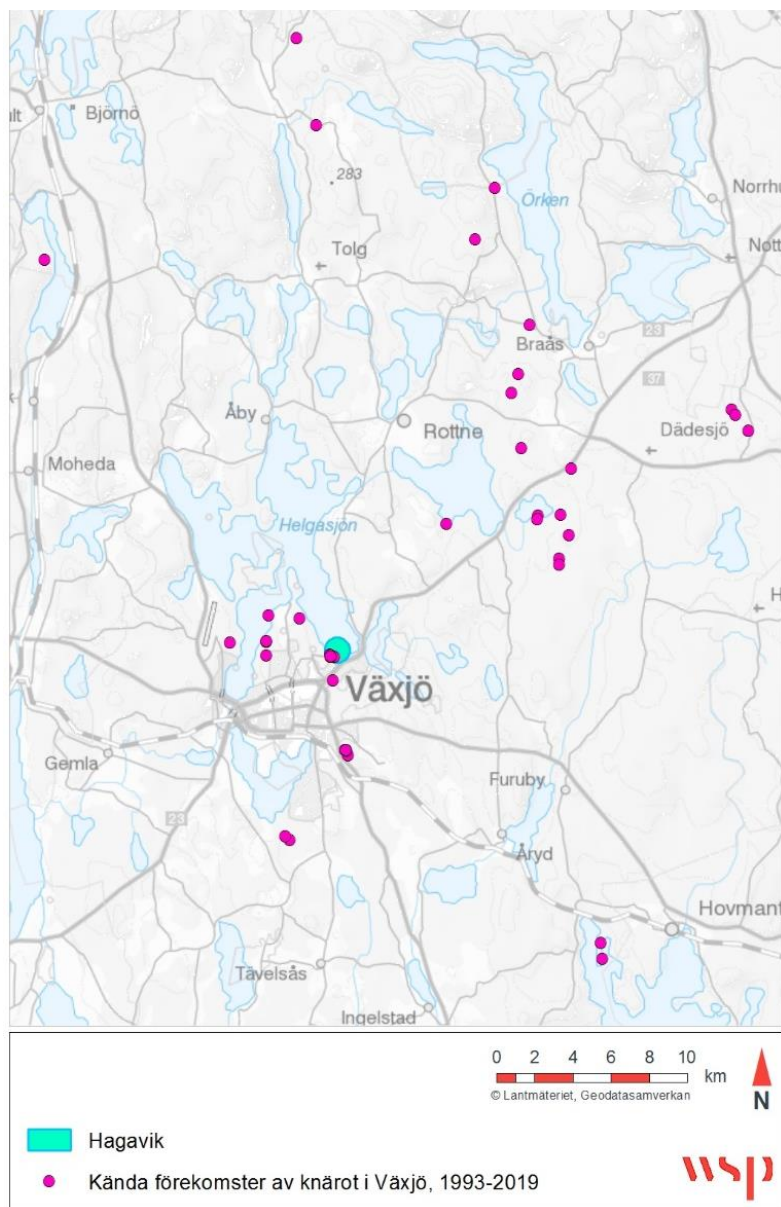 ult
Björnö
283
Örken
Norrhu
Tolg
Nott
23
Braås
37
Åby
Rottne
Dädesjö
Moheda
Helgasjön
H
Växjö
Gemla
Furuby
23
Åryd
Hovmant
Tävelsås
Ingelstad
0 2 4 6 8 10
km
© Lantmäteriet, Geodatasamverkan
N
Hagavik
Kända förekomster av knärot i Växjö, 1993-2019
wsp